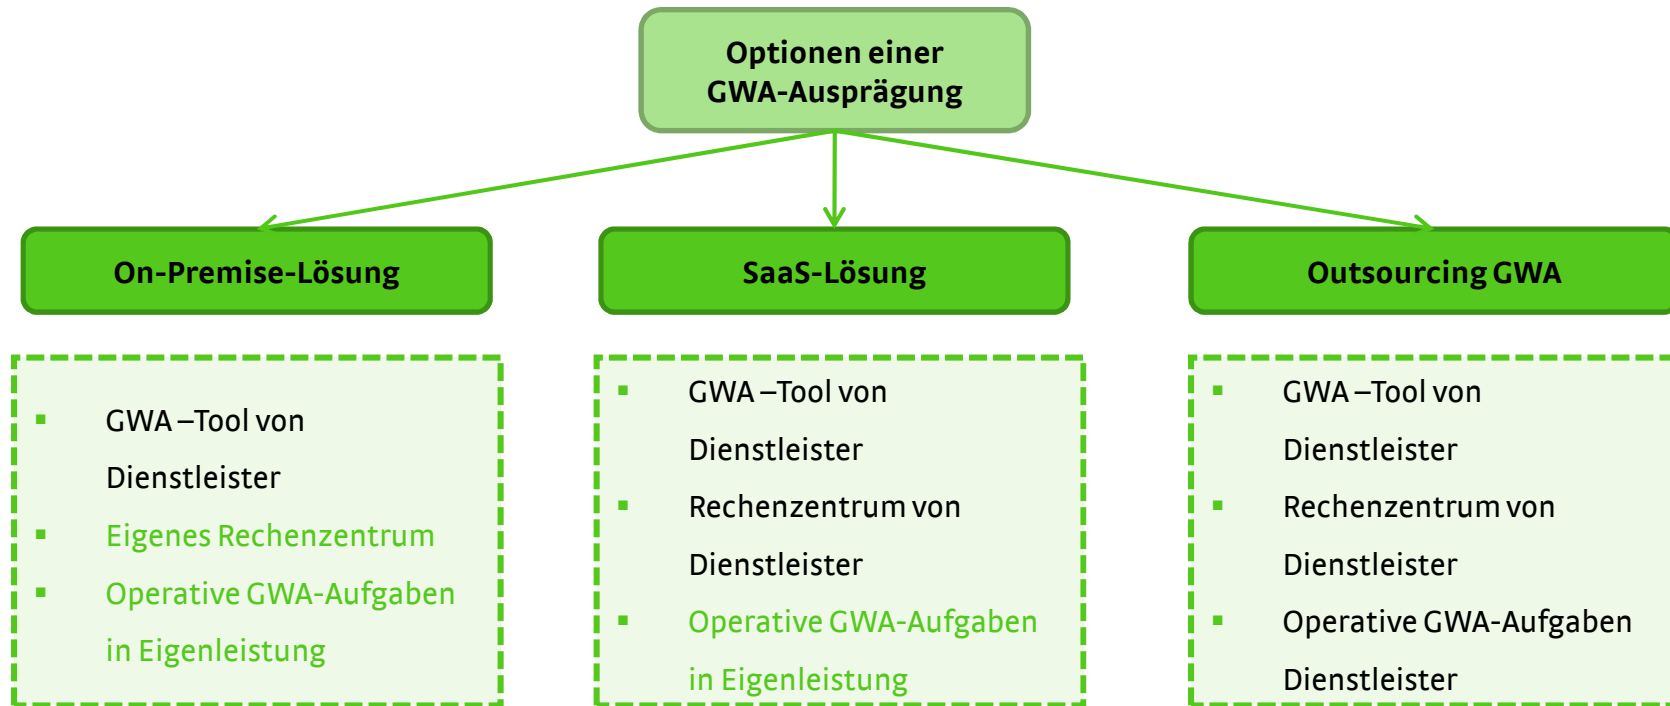 Optionen einer
GWA-Ausprägung
On-Premise-Lösung
SaaS-Lösung
Outsourcing GWA
GWA –Tool von
Dienstleister
Eigenes Rechenzentrum
Operative GWA-Aufgaben
in Eigenleistung
GWA –Tool von
Dienstleister
Rechenzentrum von
Dienstleister
Operative GWA-Aufgaben
in Eigenleistung
GWA –Tool von
Dienstleister
Rechenzentrum von
Dienstleister
Operative GWA-Aufgaben
Dienstleister